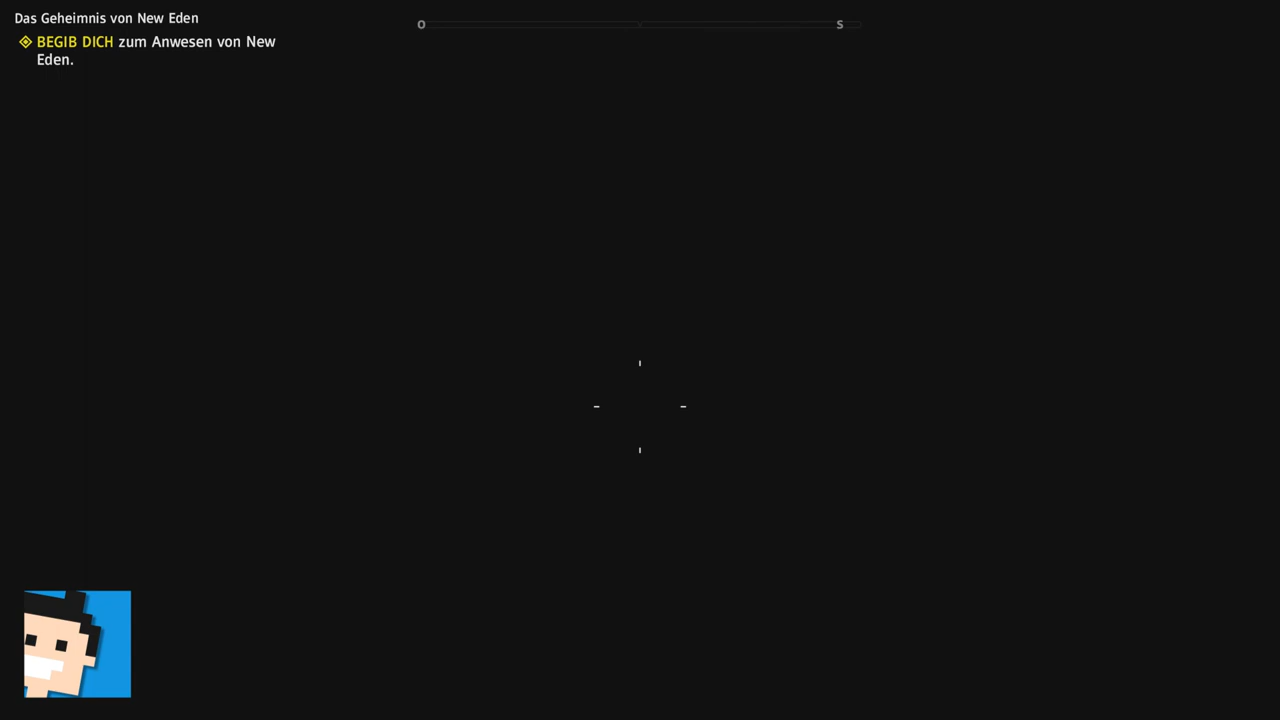 Das Geheimnis von New Eden
O S
BEGIB DICH zum Anwesen von New
Eden.